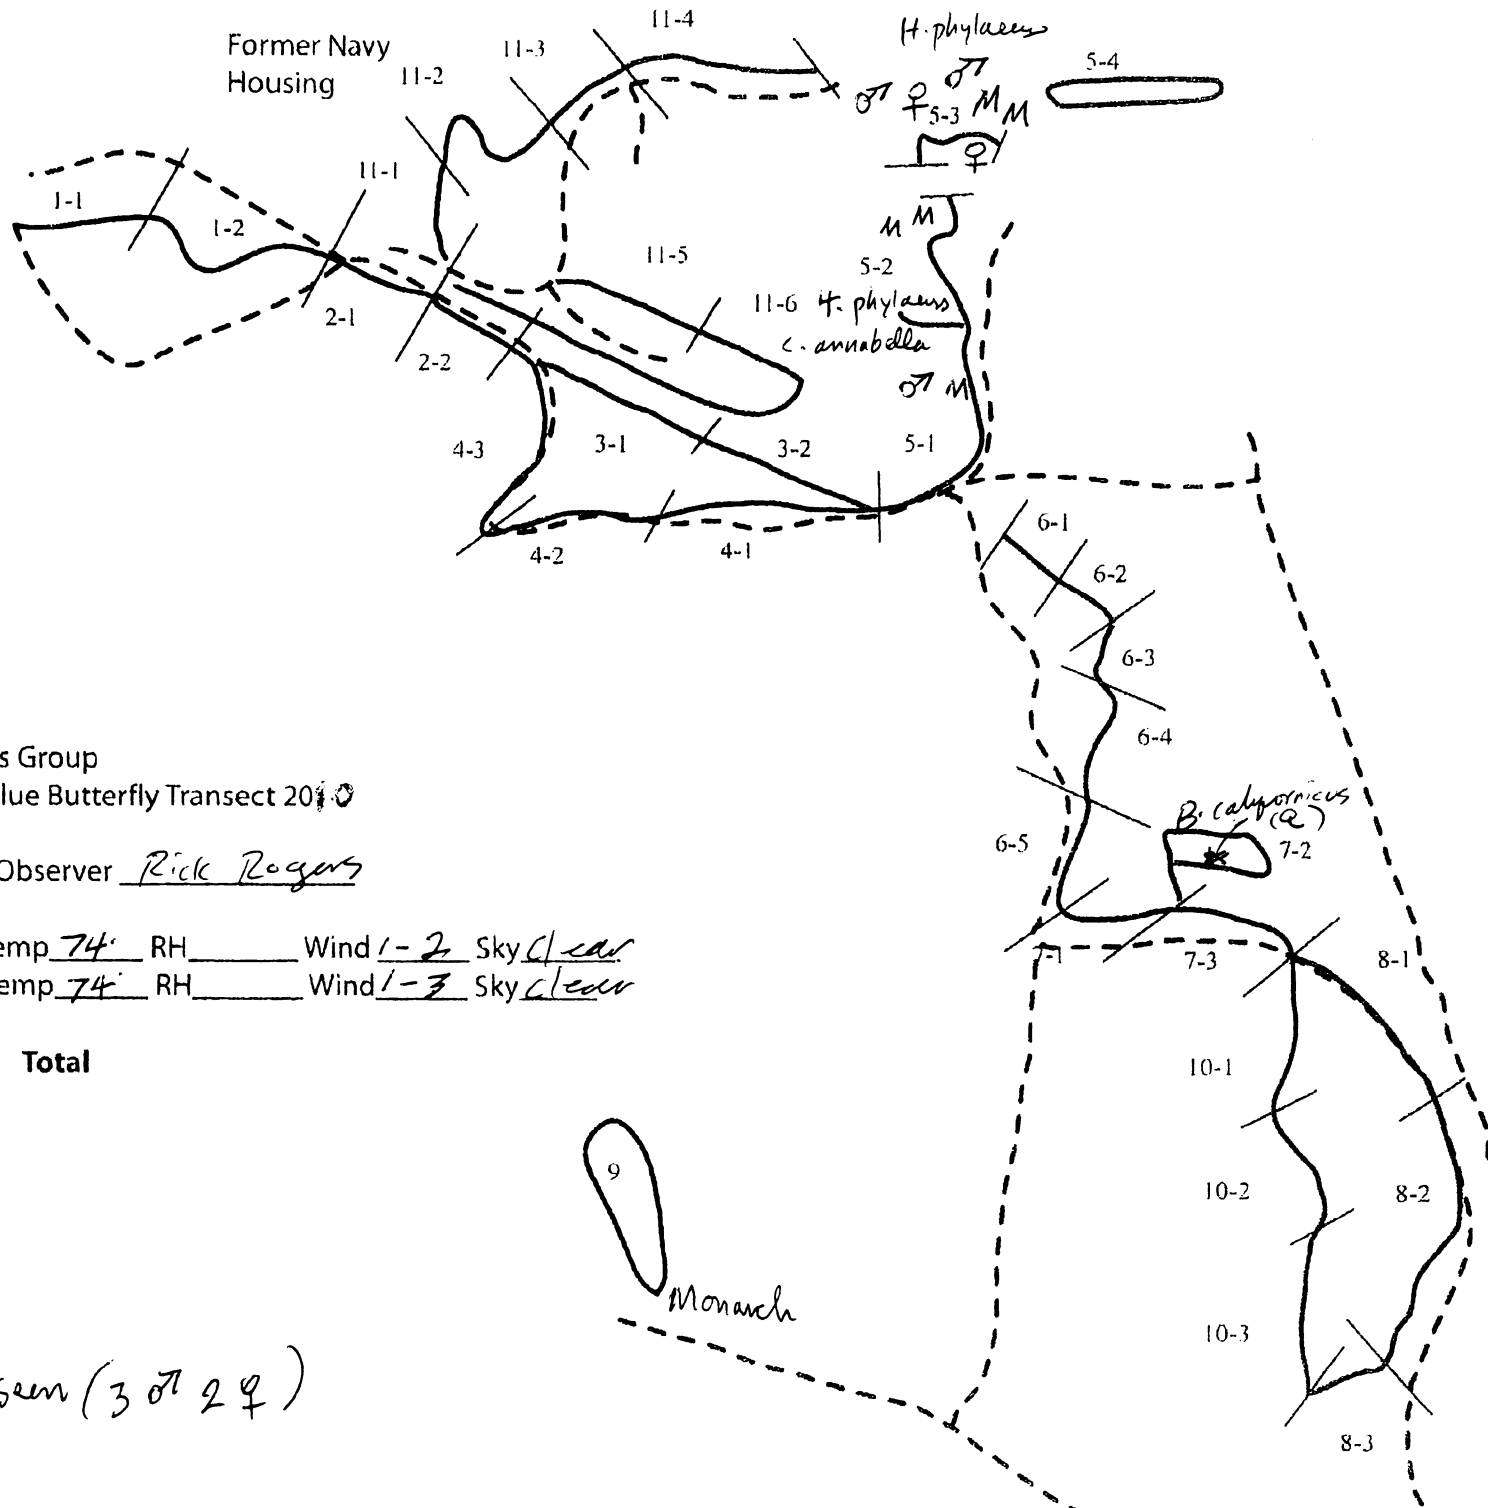 11-4
H. phylaeus
Former Navy
Housing
11-3
11-2
5-4
♂ ♀ ♂
5-3 M M
♀
11-1
1-1
1-2
M M
11-5
5-2
11-6 H. phylaeus
C. annabella
2-1
2-2
♂ M
4-3
3-1
3-2
5-1
4-2
4-1
6-1
6-2
6-3
6-4
s Group
lue Butterfly Transect 2010
B. californicus
(a)
6-5
7-2
Observer Rick Rogers
emp 74° RH Wind 1-2 Sky clear
emp 74° RH Wind 1-3 Sky clear
7-1
7-3
8-1
Total
10-1
9
10-2
8-2
Monarch
10-3
seen (3 ♂ 2 ♀)
8-3